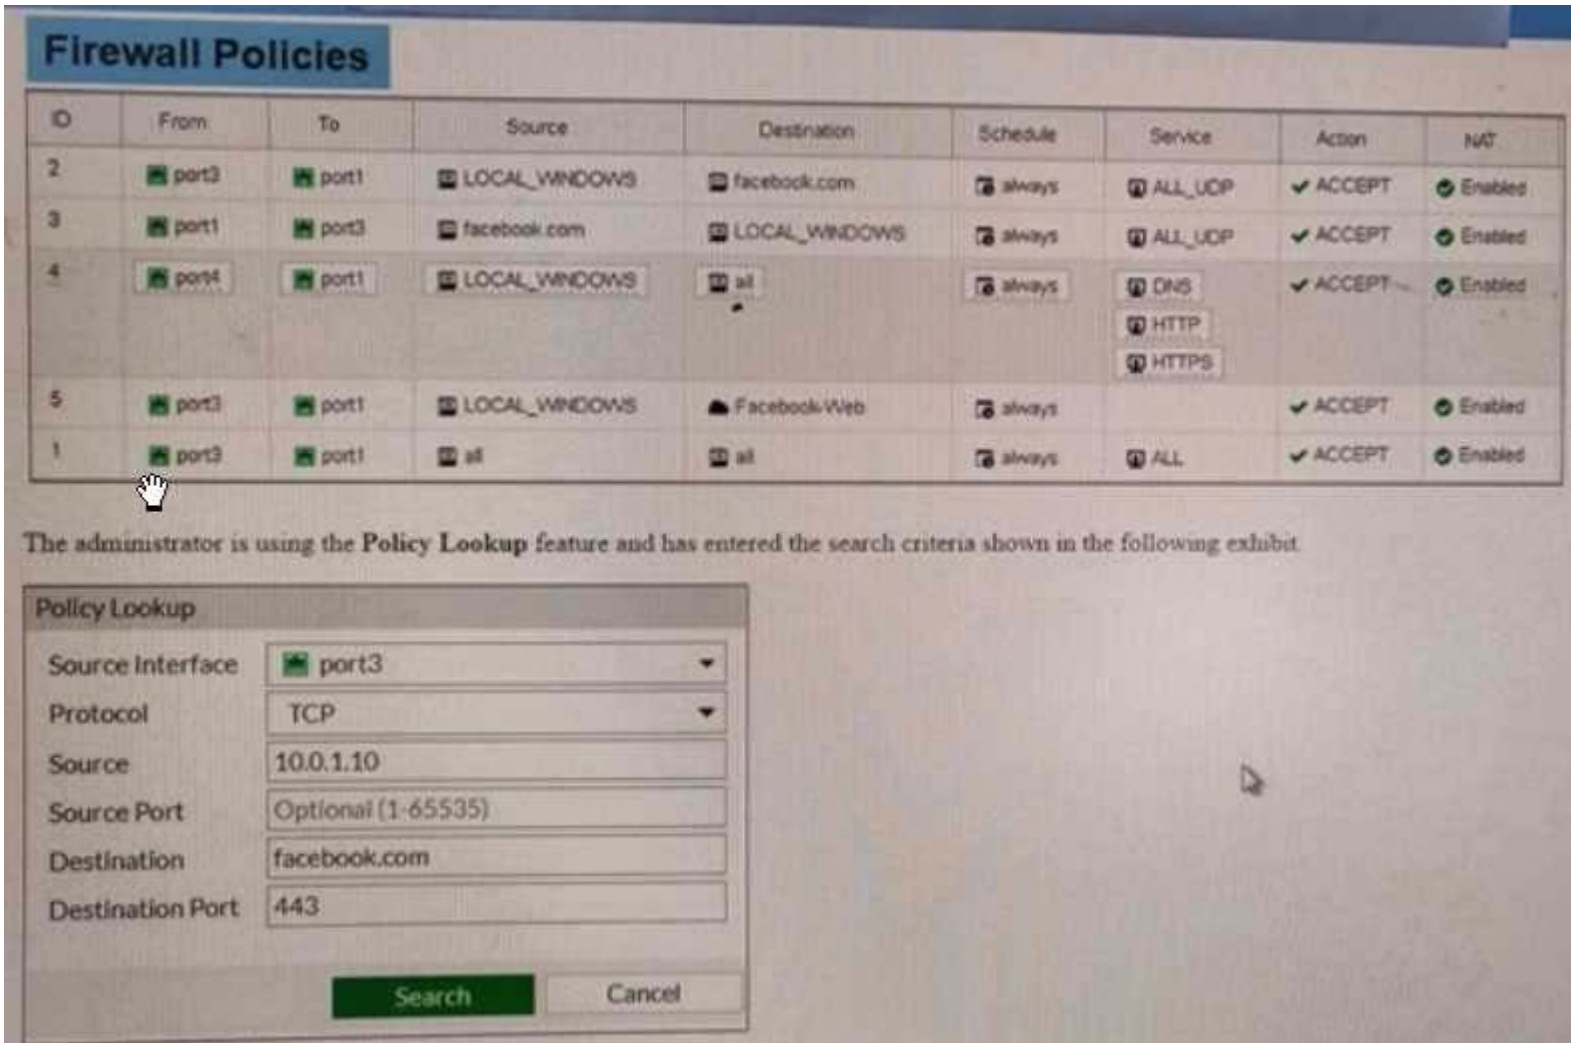 Firewall Policies
ID From To Source Destination Schedule Service Action NAT
2 port3 port1 LOCAL_WINDOWS facebook.com always ALL_UDP ACCEPT Enabled
3 port1 port3 facebook.com LOCAL_WINDOWS always ALL_UDP ACCEPT Enabled
4 port4 port1 LOCAL_WINDOWS all always DNS ACCEPT Enabled
HTTP
HTTPS
5 port3 port1 LOCAL_WINDOWS Facebook-Web always ACCEPT Enabled
1 port3 port1 all all always ALL ACCEPT Enabled
The administrator is using the Policy Lookup feature and has entered the search criteria shown in the following exhibit
Policy Lookup
Source Interface port3
Protocol TCP
Source 10.0.1.10
Source Port Optional (1-65535)
Destination facebook.com
Destination Port 443
Search Cancel